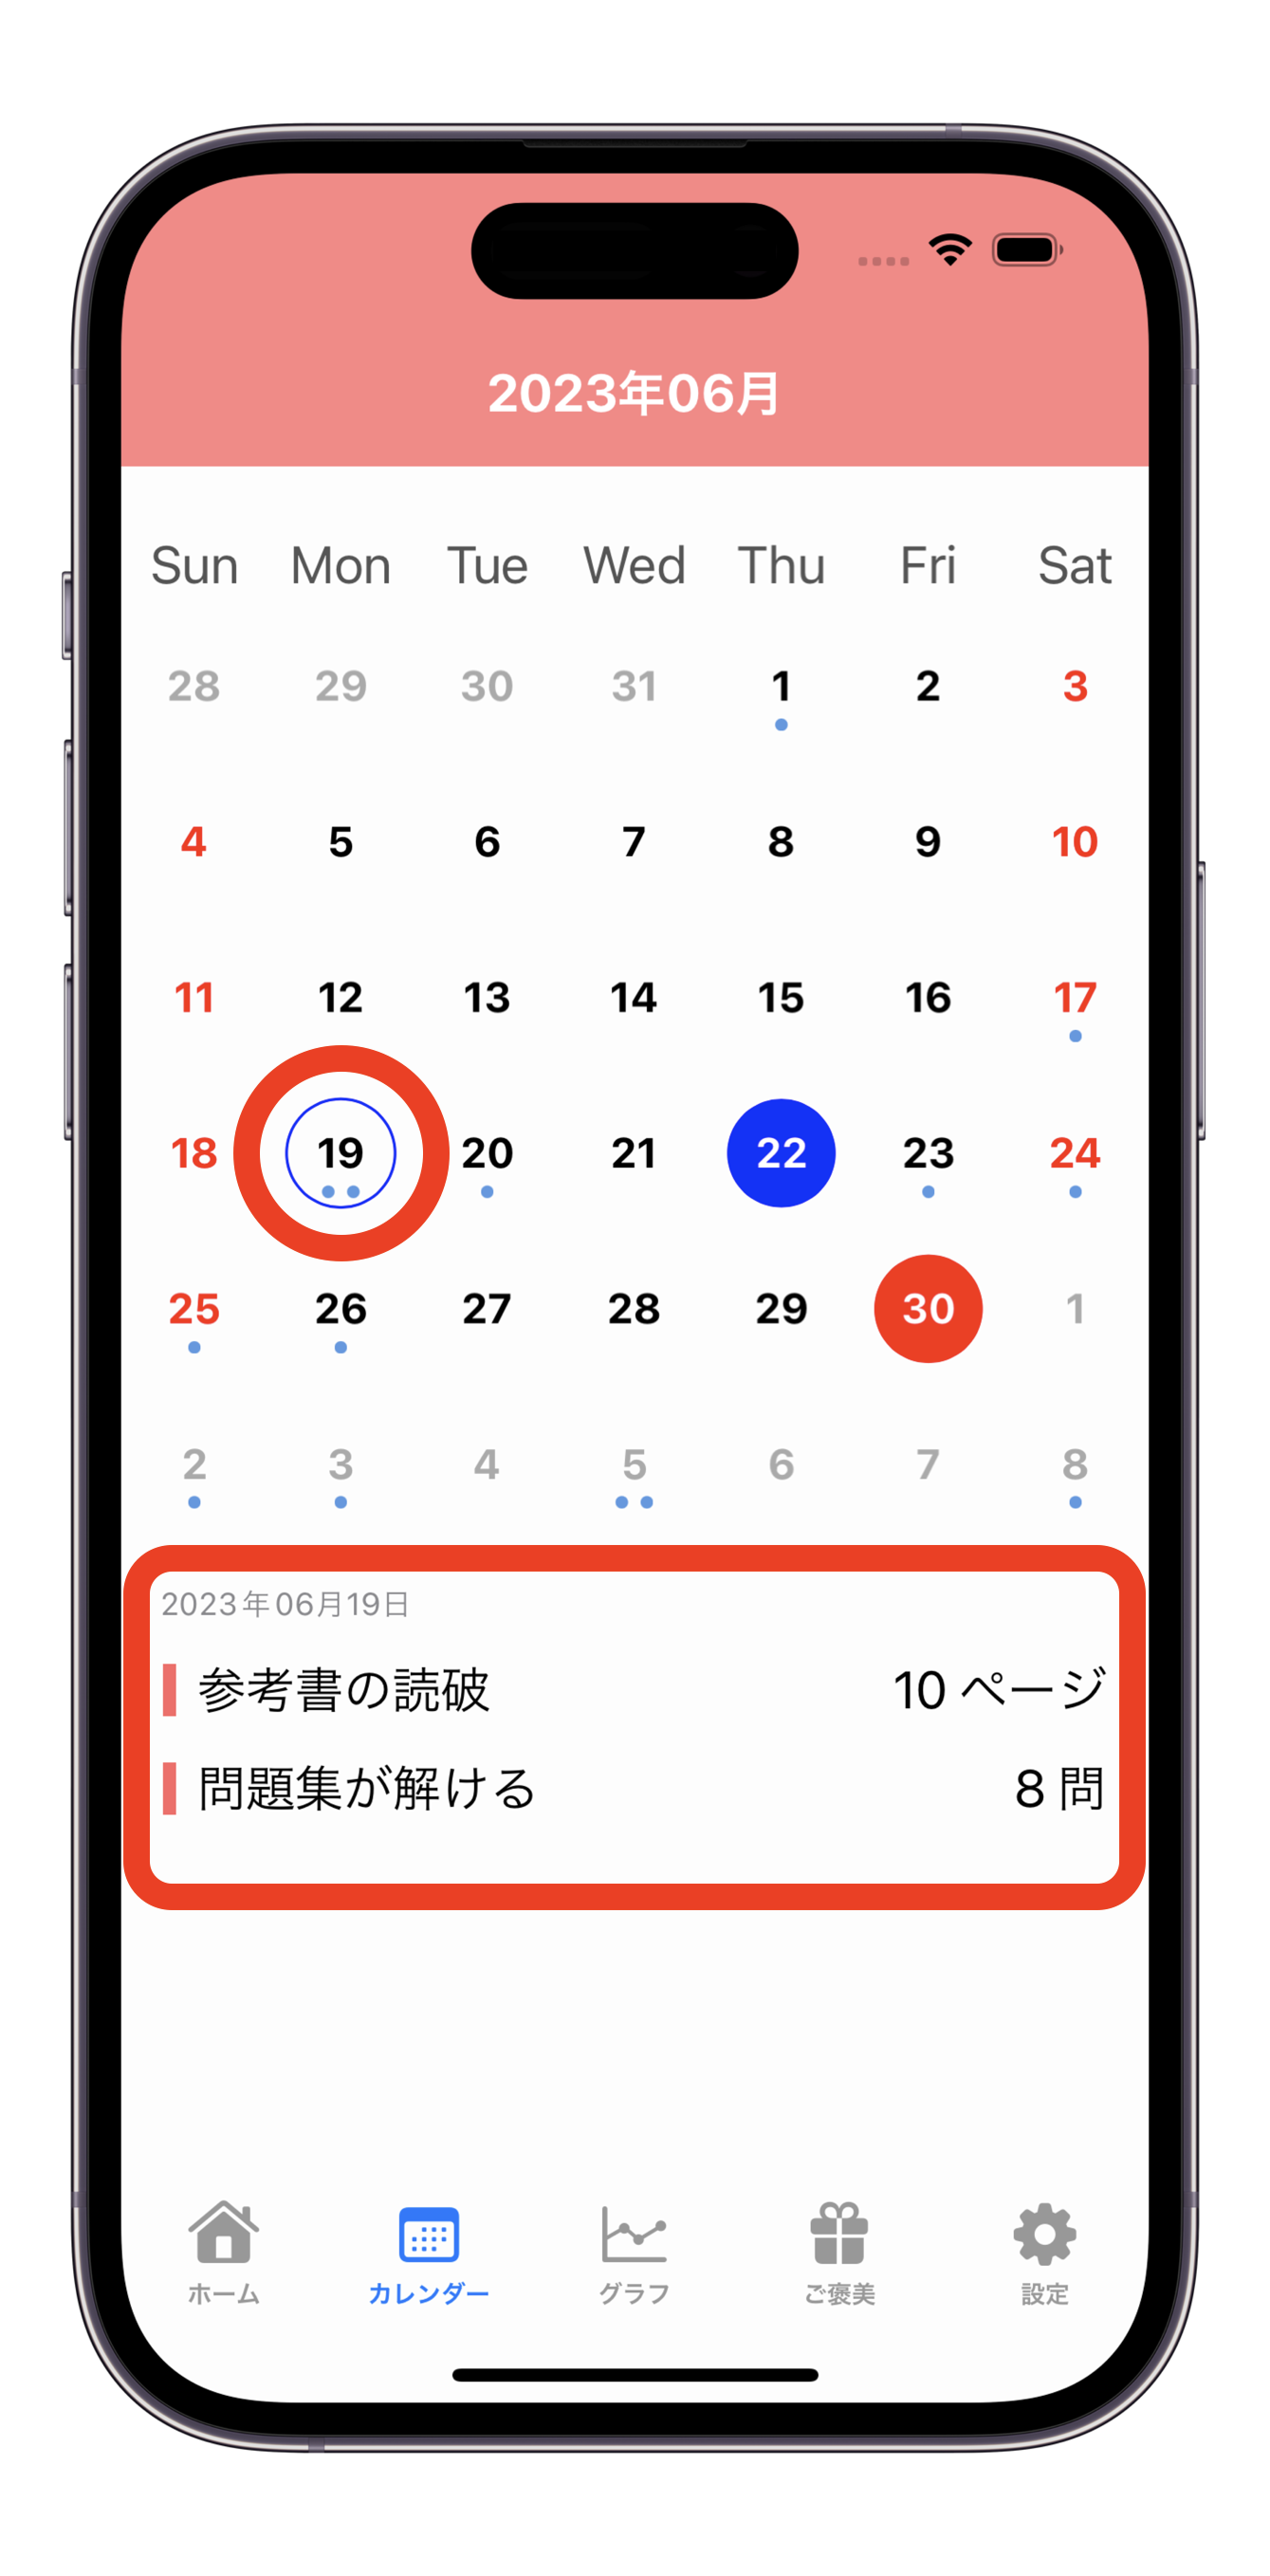 2023年06月
Sun Mon Tue Wed Thu Fri Sat
28 29 30 31 1 2 3
4 5 6 7 8 9 10
11 12 13 14 15 16 17
18 19 20 21 22 23 24
25 26 27 28 29 30 1
2 3 4 5 6 7 8
2023年06月19日
参考書の読破 10 ページ
問題集が解ける 8 問
ホーム カレンダー グラフ ご褒美 設定